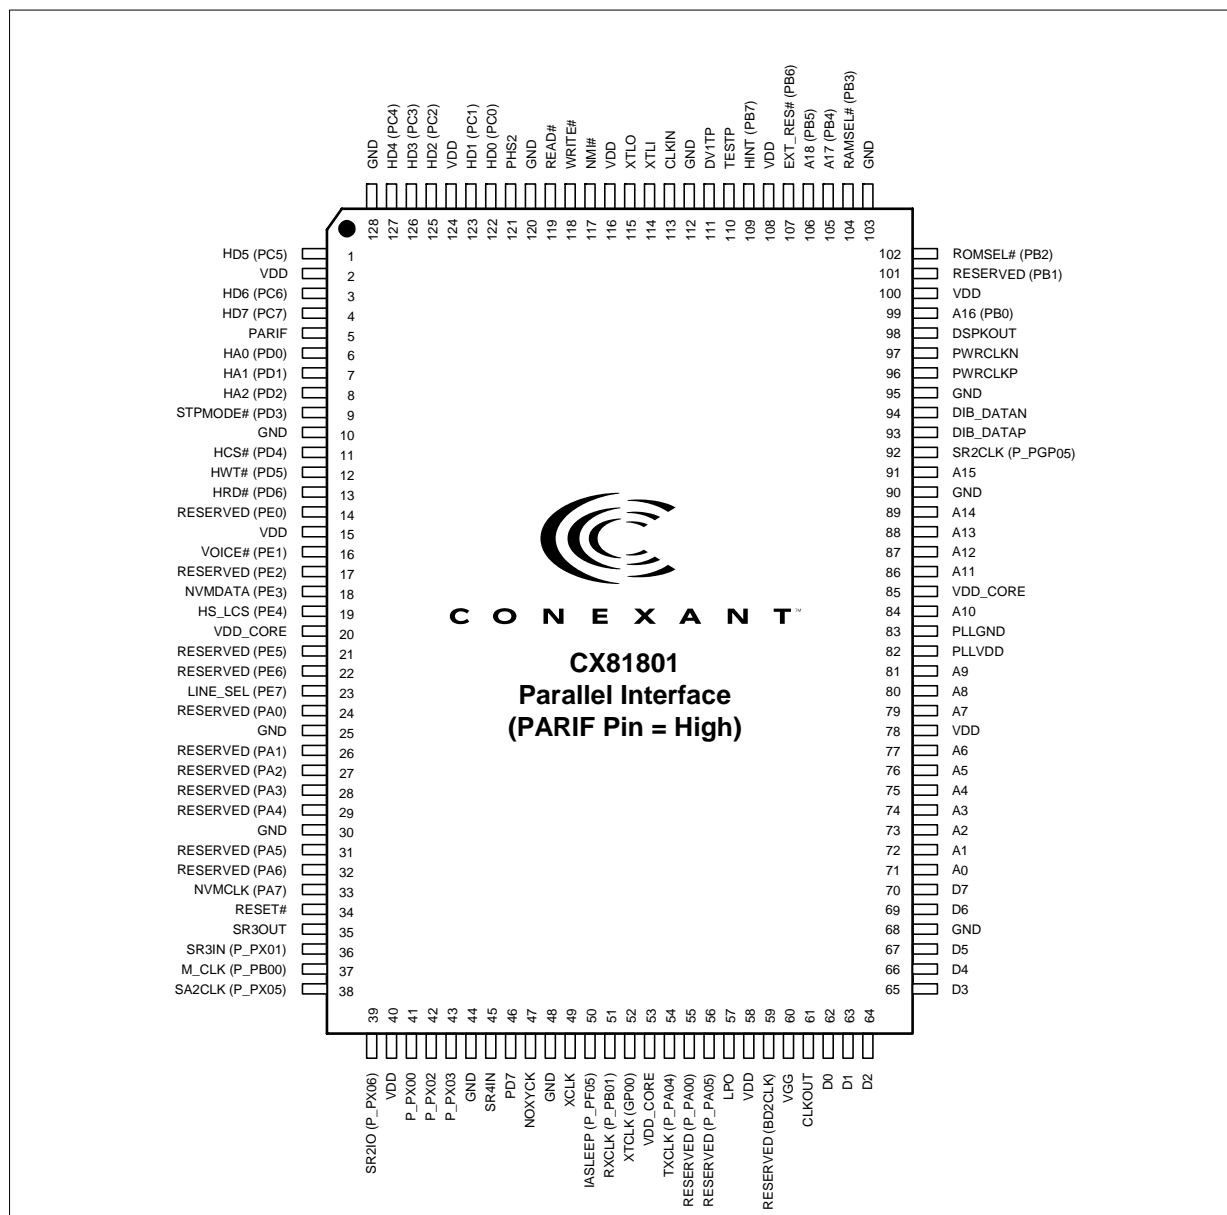 GND
HD4 (PC4)
HD3 (PC3)
HD2 (PC2)
VDD
HD1 (PC1)
HD0 (PC0)
PHS2
GND
READ#
WRITE#
NMI#
VDD
XTLO
XTLI
CLKIN
GND
DV1TP
TESTP
HINT (PB7)
VDD
EXT_RES# (PB6)
A18 (PB5)
A17 (PB4)
RAMSEL# (PB3)
GND
128
127
126
125
124
123
122
121
120
119
118
117
116
115
114
113
112
111
110
109
108
107
106
105
104
103
HD5 (PC5) 1
VDD 2
HD6 (PC6) 3
HD7 (PC7) 4
PARIF 5
HA0 (PD0) 6
HA1 (PD1) 7
HA2 (PD2) 8
STPMODE# (PD3) 9
GND 10
HCS# (PD4) 11
HWT# (PD5) 12
HRD# (PD6) 13
RESERVED (PE0) 14
VDD 15
VOICE# (PE1) 16
RESERVED (PE2) 17
NVMDATA (PE3) 18
HS_LCS (PE4) 19
VDD_CORE 20
RESERVED (PE5) 21
RESERVED (PE6) 22
LINE_SEL (PE7) 23
RESERVED (PA0) 24
GND 25
RESERVED (PA1) 26
RESERVED (PA2) 27
RESERVED (PA3) 28
RESERVED (PA4) 29
GND 30
RESERVED (PA5) 31
RESERVED (PA6) 32
NVMCLK (PA7) 33
RESET# 34
SR3OUT 35
SR3IN (P_PX01) 36
M_CLK (P_PB00) 37
SA2CLK (P_PX05) 38
CONEXANT™
CX81801
Parallel Interface
(PARIF Pin = High)
102 ROMSEL# (PB2)
101 RESERVED (PB1)
100 VDD
99 A16 (PB0)
98 DSPKOUT
97 PWRCLKN
96 PWRCLKP
95 GND
94 DIB_DATAN
93 DIB_DATAP
92 SR2CLK (P_PGP05)
91 A15
90 GND
89 A14
88 A13
87 A12
86 A11
85 VDD_CORE
84 A10
83 PLLGND
82 PLLVDD
81 A9
80 A8
79 A7
78 VDD
77 A6
76 A5
75 A4
74 A3
73 A2
72 A1
71 A0
70 D7
69 D6
68 GND
67 D5
66 D4
65 D3
39
40
41
42
43
44
45
46
47
48
49
50
51
52
53
54
55
56
57
58
59
60
61
62
63
64
SR2IO (P_PX06)
VDD
P_PX00
P_PX02
P_PX03
GND
SR4IN
PD7
NOXYCK
GND
XCLK
IASLEEP (P_PF05)
RXCLK (P_PB01)
XTCLK (GP00)
VDD_CORE
TXCLK (P_PA04)
RESERVED (P_PA00)
RESERVED (P_PA05)
LPO
VDD
RESERVED (BD2CLK)
VGG
CLKOUT
D0
D1
D2